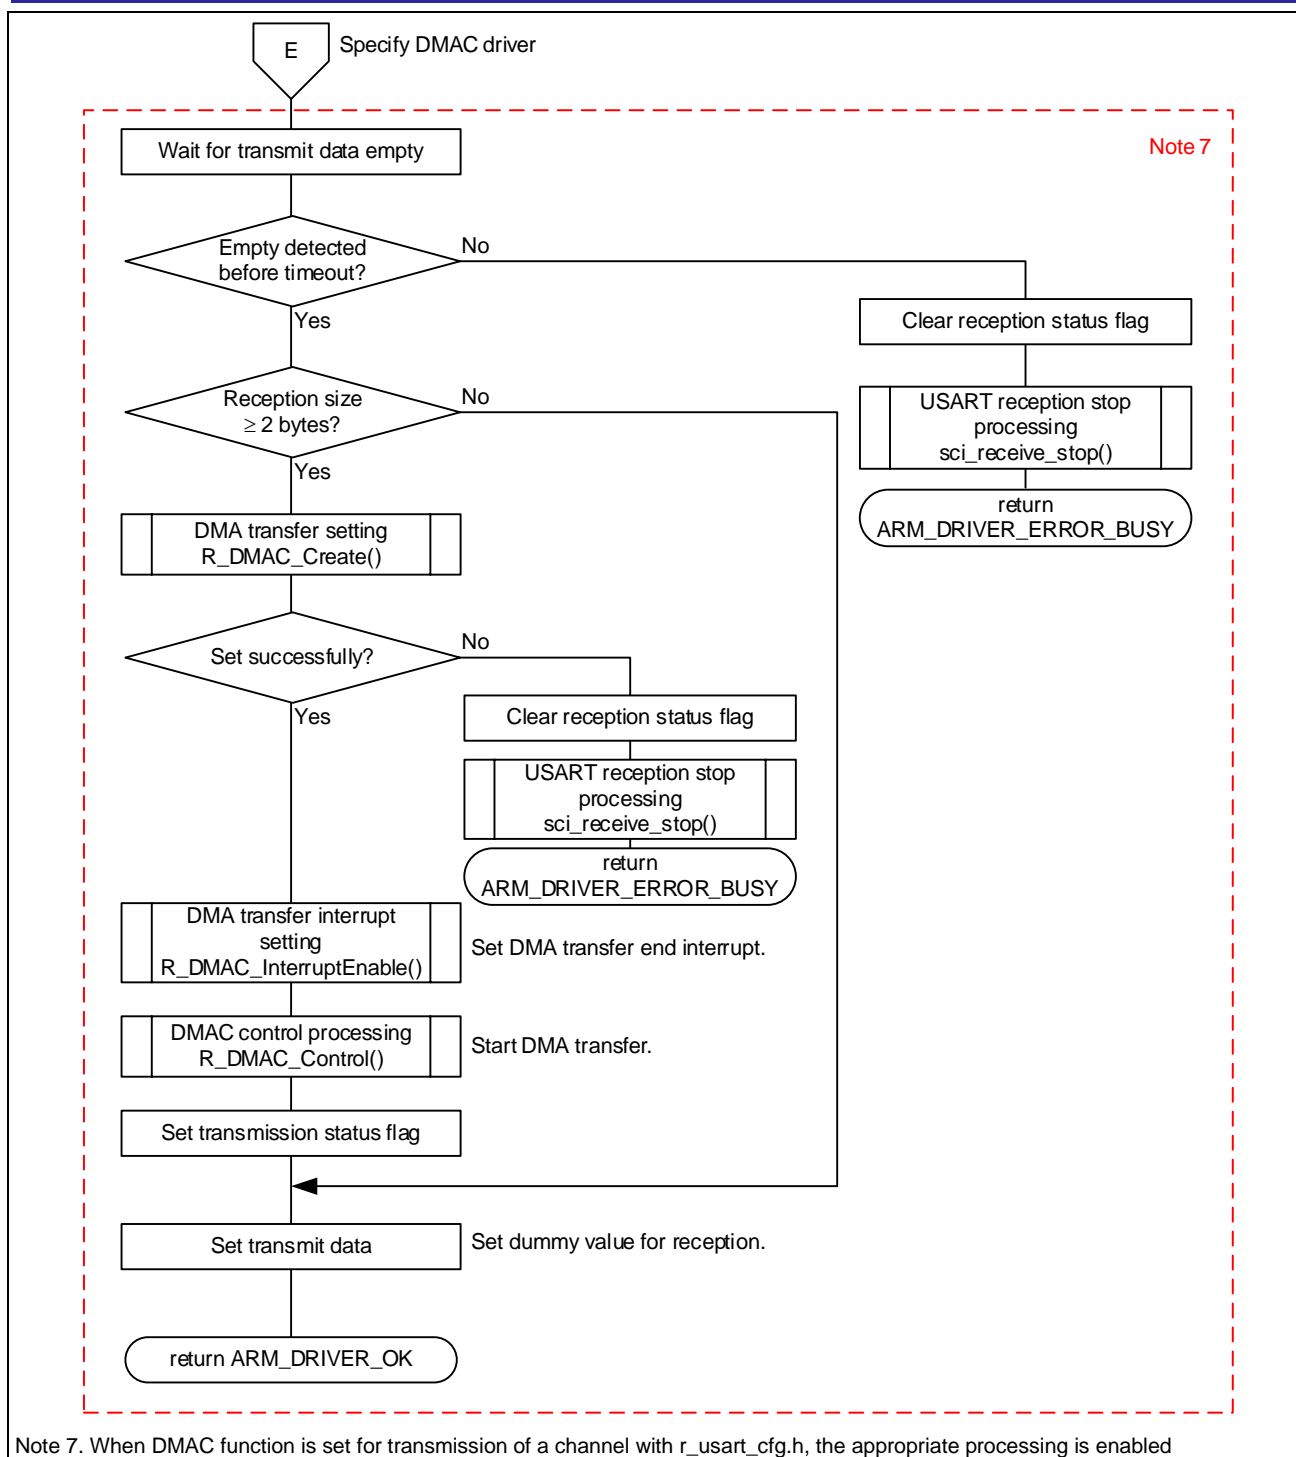 E
Specify DMAC driver
Wait for transmit data empty
Note 7
Empty detected
before timeout?
No
Yes
Clear reception status flag
USART reception stop
processing
sci_receive_stop()
return
ARM_DRIVER_ERROR_BUSY
Reception size
≥ 2 bytes?
No
Yes
DMA transfer setting
R_DMAC_Create()
Set successfully?
No
Yes
Clear reception status flag
USART reception stop
processing
sci_receive_stop()
return
ARM_DRIVER_ERROR_BUSY
DMA transfer interrupt
setting
R_DMAC_InterruptEnable()
Set DMA transfer end interrupt.
DMAC control processing
R_DMAC_Control()
Start DMA transfer.
Set transmission status flag
Set transmit data
Set dummy value for reception.
return ARM_DRIVER_OK
Note 7. When DMAC function is set for transmission of a channel with r_usart_cfg.h, the appropriate processing is enabled